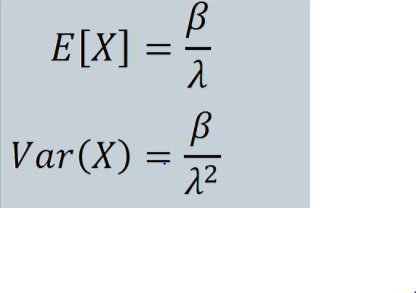 E[X] = β/λ
Var(X) = β/λ²